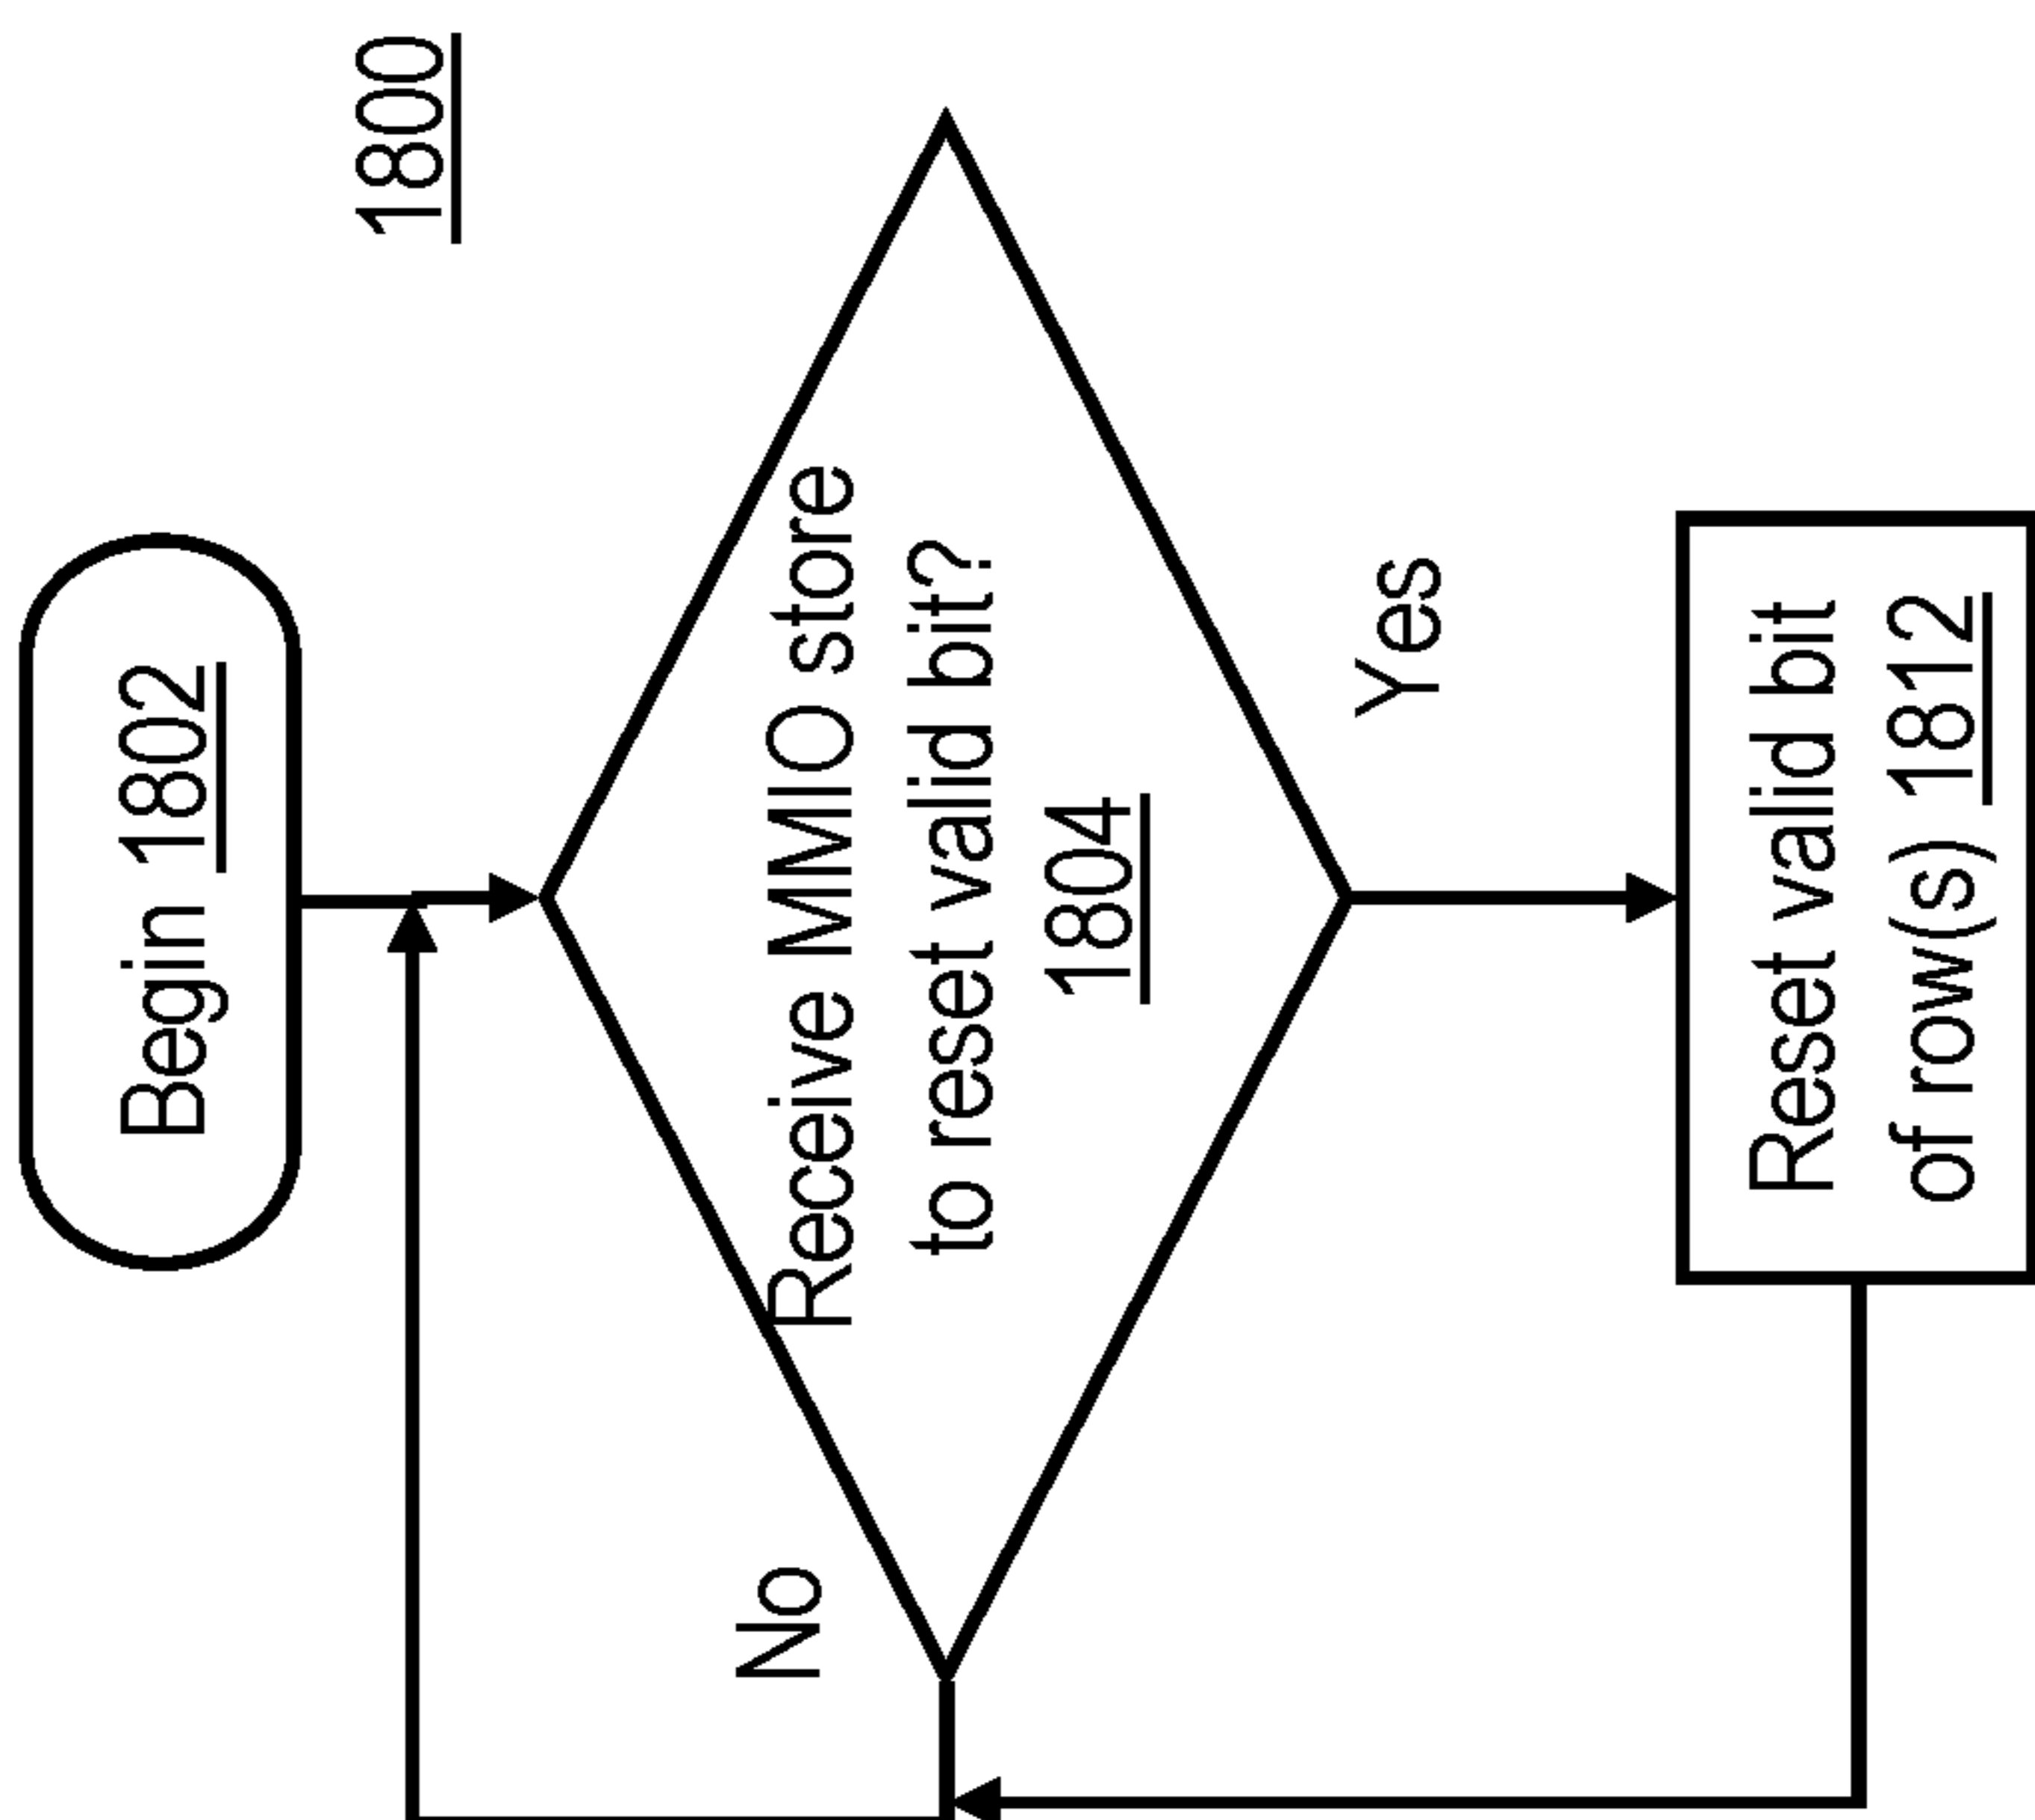 1800
Begin 1802
Receive MMIO store
to reset valid bit?
1804
No
Yes
Reset valid bit
of row(s) 1812